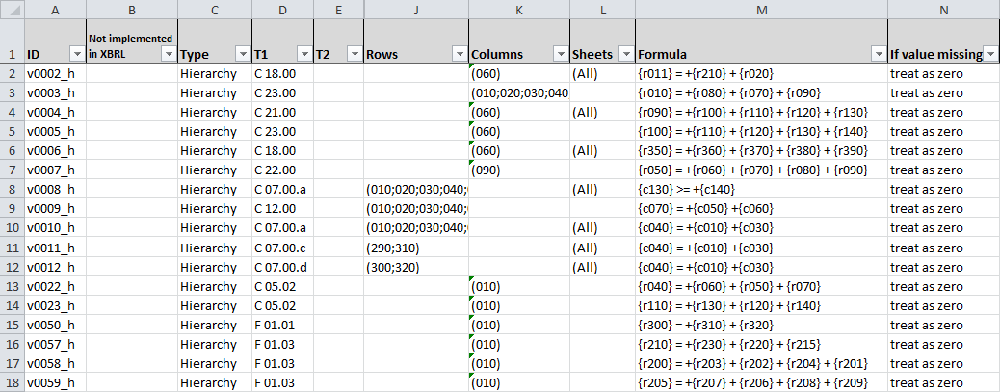 A B C D E J K L M N
1 ID Not implemented in XBRL Type T1 T2 Rows Columns Sheets Formula If value missing
2 v0002_h Hierarchy C 18.00 (060) (All) {r011} = +{r210} + {r020} treat as zero
3 v0003_h Hierarchy C 23.00 (010;020;030;040 {r010} = +{r080} + {r070} + {r090} treat as zero
4 v0004_h Hierarchy C 21.00 (060) (All) {r090} = +{r100} + {r110} + {r120} + {r130} treat as zero
5 v0005_h Hierarchy C 23.00 (060) {r100} = +{r110} + {r120} + {r130} + {r140} treat as zero
6 v0006_h Hierarchy C 18.00 (060) (All) {r350} = +{r360} + {r370} + {r380} + {r390} treat as zero
7 v0007_h Hierarchy C 22.00 (090) {r050} = +{r060} + {r070} + {r080} + {r090} treat as zero
8 v0008_h Hierarchy C 07.00.a (010;020;030;040; (All) {c130} >= +{c140} treat as zero
9 v0009_h Hierarchy C 12.00 (010;020;030;040; {c070} = +{c050} +{c060} treat as zero
10 v0010_h Hierarchy C 07.00.a (010;020;030;040; (All) {c040} = +{c010} +{c030} treat as zero
11 v0011_h Hierarchy C 07.00.c (290;310) (All) {c040} = +{c010} +{c030} treat as zero
12 v0012_h Hierarchy C 07.00.d (300;320) (All) {c040} = +{c010} +{c030} treat as zero
13 v0022_h Hierarchy C 05.02 (010) {r040} = +{r060} + {r050} + {r070} treat as zero
14 v0023_h Hierarchy C 05.02 (010) {r110} = +{r130} + {r120} + {r140} treat as zero
15 v0050_h Hierarchy F 01.01 (010) {r300} = +{r310} + {r320} treat as zero
16 v0057_h Hierarchy F 01.03 (010) {r210} = +{r230} + {r220} + {r215} treat as zero
17 v0058_h Hierarchy F 01.03 (010) {r200} = +{r203} + {r202} + {r204} + {r201} treat as zero
18 v0059_h Hierarchy F 01.03 (010) {r205} = +{r207} + {r206} + {r208} + {r209} treat as zero